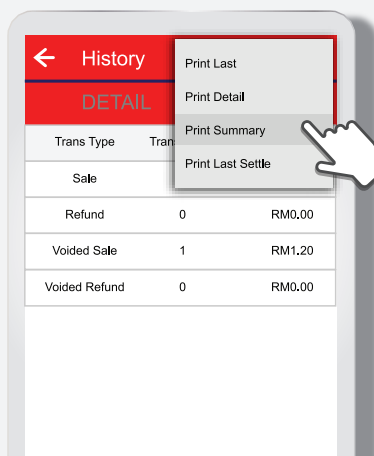 History
Print Last
Print Detail
DETAIL
Print Summary
Trans Type
Print Last Settle
Sale
Refund 0 RM0.00
Voided Sale 1 RM1.20
Voided Refund 0 RM0.00